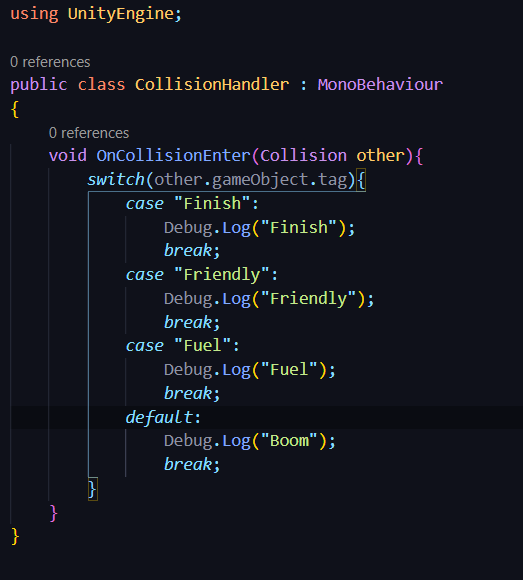 using UnityEngine;
0 references
public class CollisionHandler : MonoBehaviour
{
0 references
void OnCollisionEnter(Collision other){
switch(other.gameObject.tag){
case "Finish":
Debug.Log("Finish");
break;
case "Friendly":
Debug.Log("Friendly");
break;
case "Fuel":
Debug.Log("Fuel");
break;
default:
Debug.Log("Boom");
break;
}
}
}